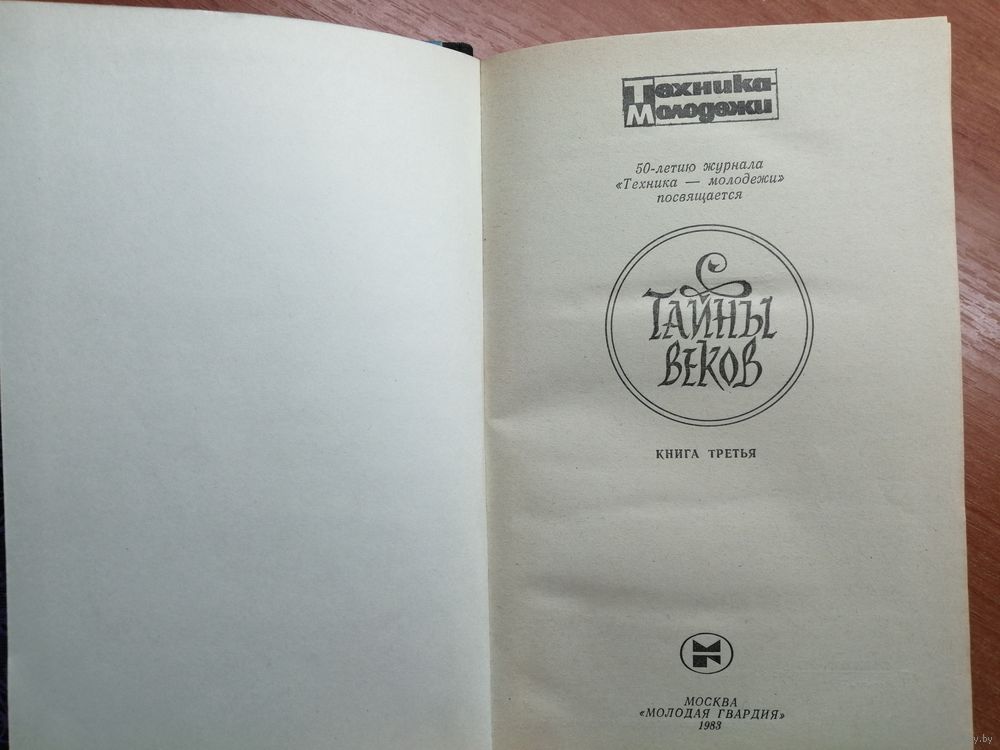 Техника-
Молодежи
50-летию журнала
«Техника — молодежи»
посвящается
ТАЙНЫ
ВЕКОВ
КНИГА ТРЕТЬЯ
МОСКВА
«МОЛОДАЯ ГВАРДИЯ»
1983